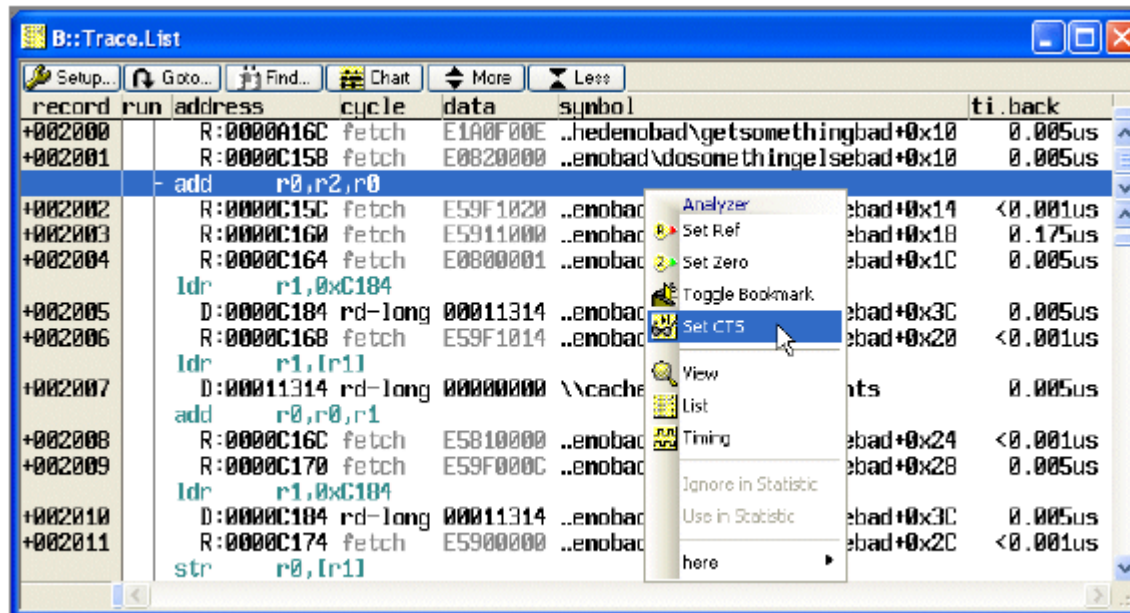 B::Trace.List
Setup... Goto... Find... Chart More Less
record run address cycle data symbol ti.back
+002000 R:0000A16C fetch E1A0F00E ..hedenobad\getsomethingbad+0x10 0.005us
+002001 R:0000C158 fetch E0820000 ..enobad\dosomethingelsebad+0x10 0.005us
add r0,r2,r0
Analyzer
+002002 R:0000C15C fetch E59F1020 ..enobad ebad+0x14 <0.001us
Set Ref
+002003 R:0000C160 fetch E5911000 ..enobad ebad+0x18 0.175us
Set Zero
+002004 R:0000C164 fetch E0800001 ..enobad ebad+0x1C 0.005us
ldr r1,0xC184
Toggle Bookmark
+002005 D:0000C184 rd-long 00011314 ..enobad ebad+0x3C 0.005us
Set CTS
+002006 R:0000C168 fetch E59F1014 ..enobad ebad+0x20 <0.001us
ldr r1,[r1]
View
+002007 D:00011314 rd-long 00000000 \\cache nts 0.005us
List
add r0,r0,r1
Timing
+002008 R:0000C16C fetch E5810000 ..enobad ebad+0x24 <0.001us
+002009 R:0000C170 fetch E59F000C ..enobad ebad+0x28 0.005us
Ignore in Statistic
ldr r1,0xC184
Use in Statistic
+002010 D:0000C184 rd-long 00011314 ..enobad ebad+0x3C 0.005us
+002011 R:0000C174 fetch E5900000 ..enobad ebad+0x2C <0.001us
here
str r0,[r1]